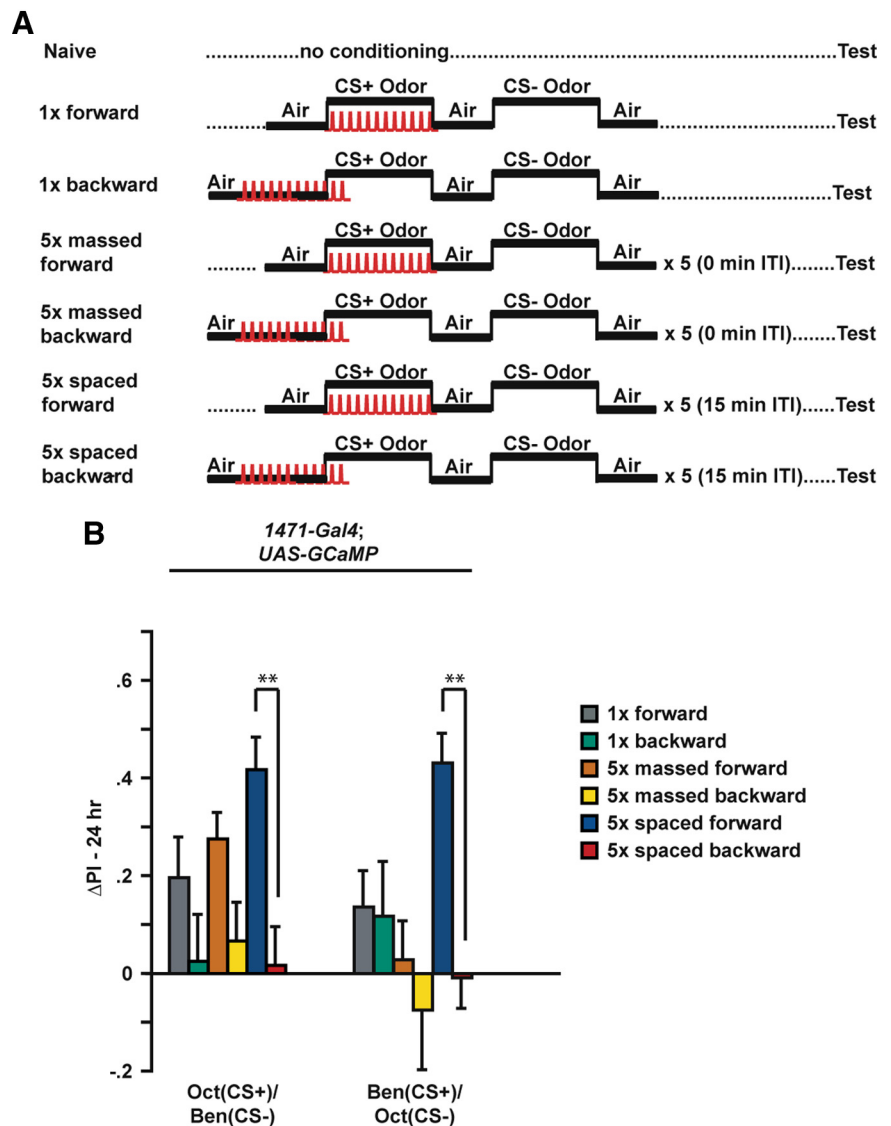 A
Naive ..................no conditioning..................Test
1x forward
CS+ Odor CS- Odor
Air Air Air
Test
1x backward
CS+ Odor CS- Odor
Air Air Air
Test
5x massed
forward
CS+ Odor CS- Odor
Air Air Air
x 5 (0 min ITI)........Test
5x massed
backward
CS+ Odor CS- Odor
Air Air Air
x 5 (0 min ITI)........Test
5x spaced
forward
CS+ Odor CS- Odor
Air Air Air
x 5 (15 min ITI)......Test
5x spaced
backward
CS+ Odor CS- Odor
Air Air Air
x 5 (15 min ITI)......Test
B
1471-Gal4;
UAS-GCaMP
ΔPI - 24 hr
.6
.4
.2
0
-.2
**
**
1x forward
1x backward
5x massed forward
5x massed backward
5x spaced forward
5x spaced backward
Oct(CS+)/
Ben(CS-)
Ben(CS+)/
Oct(CS-)